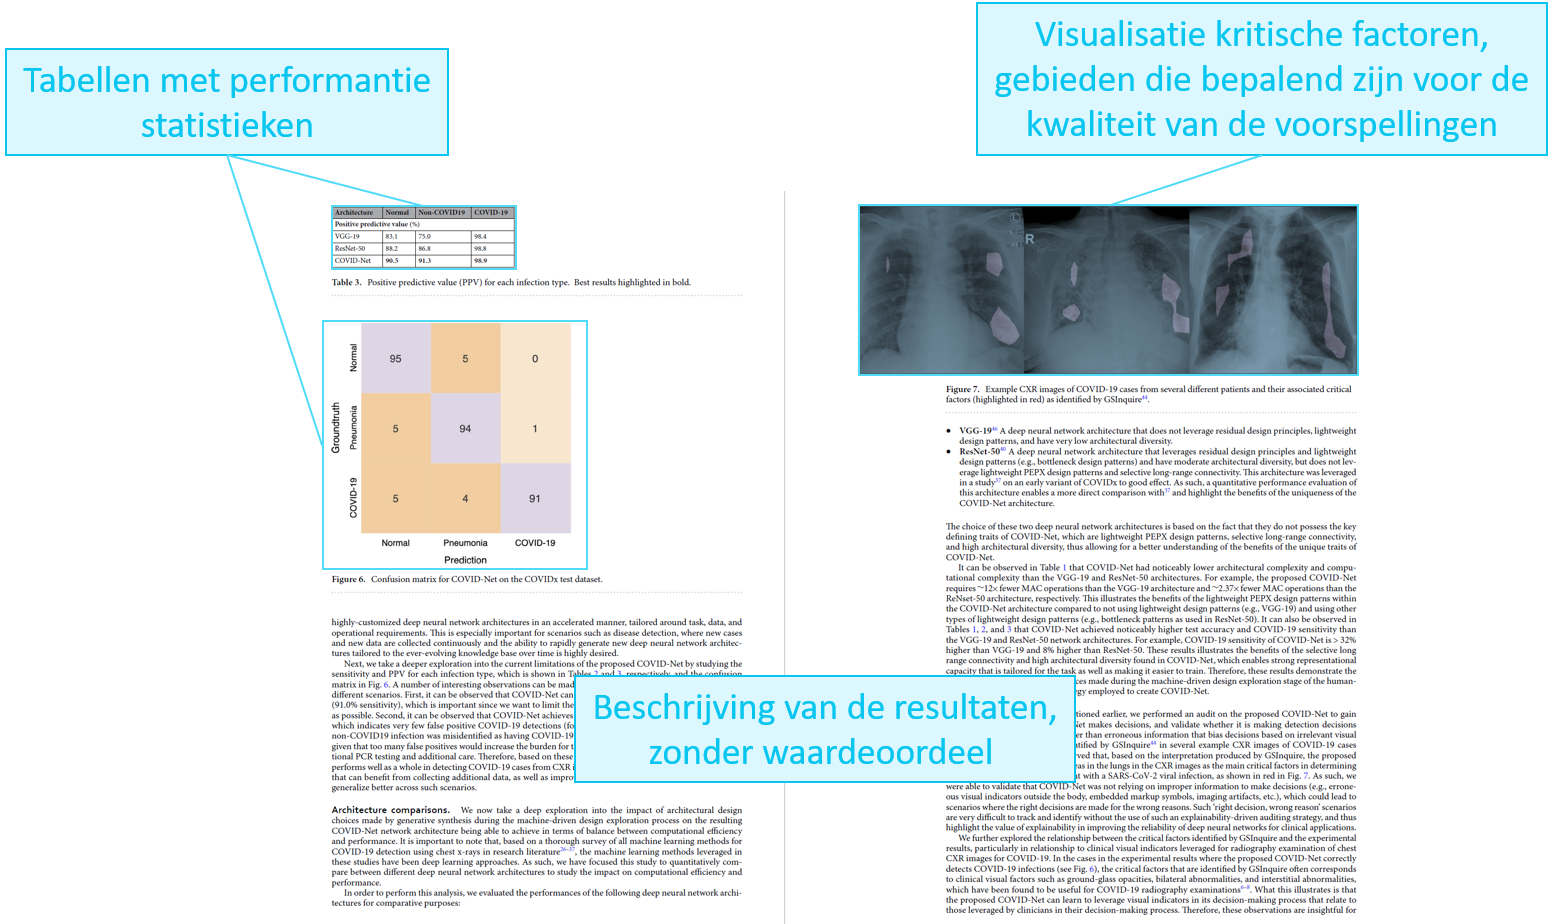 Tabellen met performantie
statistieken
Visualisatie kritische factoren,
gebieden die bepalend zijn voor de
kwaliteit van de voorspellingen
Architecture Normal Non-COVID19 COVID-19
Positive predictive value (%)
VGG-19 83.1 75.0 98.4
ResNet-50 88.2 86.8 98.8
COVID-Net 90.5 91.3 98.9
Table 3. Positive predictive value (PPV) for each infection type. Best results highlighted in bold.
Groundtruth
Normal 95 5 0
Pneumonia 5 94 1
COVID-19 5 4 91
Normal Pneumonia COVID-19
Prediction
Figure 6. Confusion matrix for COVID-Net on the COVIDx test dataset.
highly-customized deep neural network architectures in an accelerated manner, tailored around task, data, and
operational requirements. This is especially important for scenarios such as disease detection, where new cases
and new data are collected continuously and the ability to rapidly generate new deep neural network architec-
tures tailored to the ever-evolving knowledge base over time is highly desired.
Next, we take a deeper exploration into the current limitations of the proposed COVID-Net by studying the
sensitivity and PPV for each infection type, which is shown in Tables 2 and 3, respectively, and the confusion
matrix in Fig. 6. A number of interesting observations can be mad
different scenarios. First, it can be observed that COVID-Net can
(91.0% sensitivity), which is important since we want to limit the
as possible. Second, it can be observed that COVID-Net achieves
which indicates very few false positive COVID-19 detections (fo
non-COVID19 infection was misidentified as having COVID-19
given that too many false positives would increase the burden for t
tional PCR testing and additional care. Therefore, based on these
performs well as a whole in detecting COVID-19 cases from CXR i
that can benefit from collecting additional data, as well as improv
generalize better across such scenarios.
Architecture comparisons. We now take a deep exploration into the impact of architectural design
choices made by generative synthesis during the machine-driven design exploration process on the resulting
COVID-Net network architecture being able to achieve in terms of balance between computational efficiency
and performance. It is important to note that, based on a thorough survey of all machine learning methods for
COVID-19 detection using chest x-rays in research literature26–37, the machine learning methods leveraged in
these studies have been deep learning approaches. As such, we have focused this study to quantitatively com-
pare between different deep neural network architectures to study the impact on computational efficiency and
performance.
In order to perform this analysis, we evaluated the performances of the following deep neural network archi-
tectures for comparative purposes:
Beschrijving van de resultaten,
zonder waardeoordeel
L
R
Figure 7. Example CXR images of COVID-19 cases from several different patients and their associated critical
factors (highlighted in red) as identified by GSInquire44.
• VGG-1946 A deep neural network architecture that does not leverage residual design principles, lightweight
design patterns, and have very low architectural diversity.
• ResNet-5040 A deep neural network architecture that leverages residual design principles and lightweight
design patterns (e.g., bottleneck design patterns) and have moderate architectural diversity, but does not lev-
erage lightweight PEPX design patterns and selective long-range connectivity. This architecture was leveraged
in a study37 on an early variant of COVIDx to good effect. As such, a quantitative performance evaluation of
this architecture enables a more direct comparison with37 and highlight the benefits of the uniqueness of the
COVID-Net architecture.
The choice of these two deep neural network architectures is based on the fact that they do not possess the key
defining traits of COVID-Net, which are lightweight PEPX design patterns, selective long-range connectivity,
and high architectural diversity, thus allowing for a better understanding of the benefits of the unique traits of
COVID-Net.
It can be observed in Table 1 that COVID-Net had noticeably lower architectural complexity and compu-
tational complexity than the VGG-19 and ResNet-50 architectures. For example, the proposed COVID-Net
requires ~12× fewer MAC operations than the VGG-19 architecture and ~2.37× fewer MAC operations than the
ReNset-50 architecture, respectively. This illustrates the benefits of the lightweight PEPX design patterns within
the COVID-Net architecture compared to not using lightweight design patterns (e.g., VGG-19) and using other
types of lightweight design patterns (e.g., bottleneck patterns as used in ResNet-50). It can also be observed in
Tables 1, 2, and 3 that COVID-Net achieved noticeably higher test accuracy and COVID-19 sensitivity than
the VGG-19 and ResNet-50 network architectures. For example, COVID-19 sensitivity of COVID-Net is > 32%
higher than VGG-19 and 8% higher than ResNet-50. These results illustrates the benefits of the selective long
range connectivity and high architectural diversity found in COVID-Net, which enables strong representational
capacity that is tailored for the task as well as making it easier to train. Therefore, these results demonstrate the
ces made during the machine-driven design exploration stage of the human-
egy employed to create COVID-Net.
tioned earlier, we performed an audit on the proposed COVID-Net to gain
Net makes decisions, and validate whether it is making detection decisions
er than erroneous information that bias decisions based on irrelevant visual
ntified by GSInquire44 in several example CXR images of COVID-19 cases
rved that, based on the interpretation produced by GSInquire, the proposed
eas in the lungs in the CXR images as the main critical factors in determining
nt with a SARS-CoV-2 viral infection, as shown in red in Fig. 7. As such, we
were able to validate that COVID-Net was not relying on improper information to make decisions (e.g., errone-
ous visual indicators outside the body, embedded markup symbols, imaging artifacts, etc.), which could lead to
scenarios where the right decisions are made for the wrong reasons. Such 'right decision, wrong reason' scenarios
are very difficult to track and identify without the use of such an explainability-driven auditing strategy, and thus
highlight the value of explainability in improving the reliability of deep neural networks for clinical applications.
We further explored the relationship between the critical factors identified by GSInquire and the experimental
results, particularly in relationship to clinical visual indicators leveraged for radiography examination of chest
CXR images for COVID-19. In the cases in the experimental results where the proposed COVID-Net correctly
detects COVID-19 infections (see Fig. 6), the critical factors that are identified by GSInquire often corresponds
to clinical visual factors such as ground-glass opacities, bilateral abnormalities, and interstitial abnormalities,
which have been found to be useful for COVID-19 radiography examinations6–8. What this illustrates is that
the proposed COVID-Net can learn to leverage visual indicators in its decision-making process that relate to
those leveraged by clinicians in their decision-making process. Therefore, these observations are insightful for